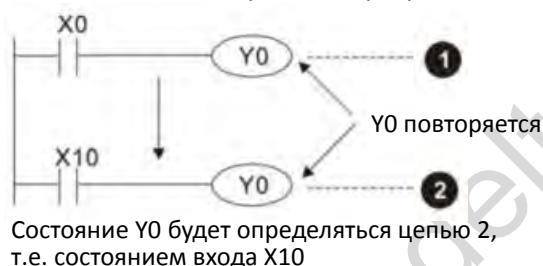 X0
Y0
1
Y0 повторяется
X10
Y0
2
Состояние Y0 будет определяться цепью 2,
т.е. состоянием входа X10